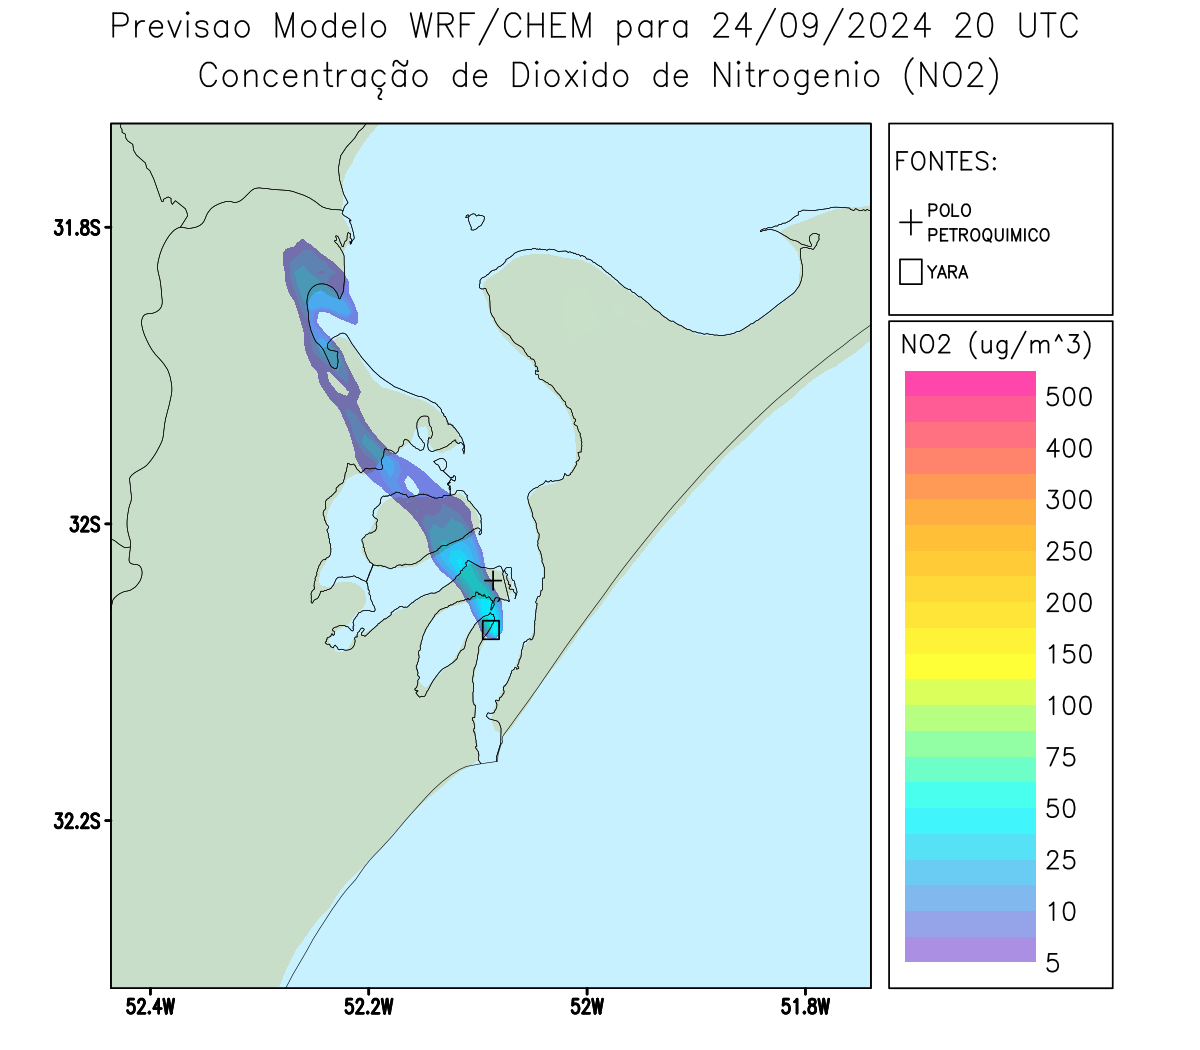 Previsao Modelo WRF/CHEM para 24/09/2024 20 UTC
Concentração de Dioxido de Nitrogenio (NO2)
FONTES:
POLO
PETROQUIMICO
YARA
31.8S
32S
32.2S
52.4W
52.2W
52W
51.8W
NO2 (ug/m^3)
500
400
300
250
200
150
100
75
50
25
10
5